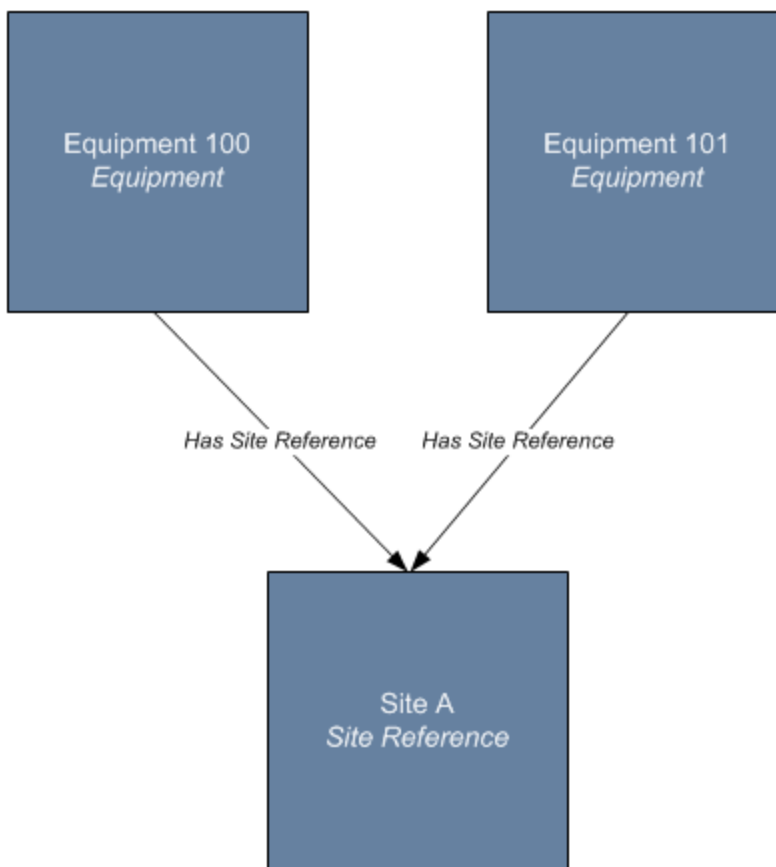 Equipment 100
Equipment
Equipment 101
Equipment
Has Site Reference
Has Site Reference
Site A
Site Reference